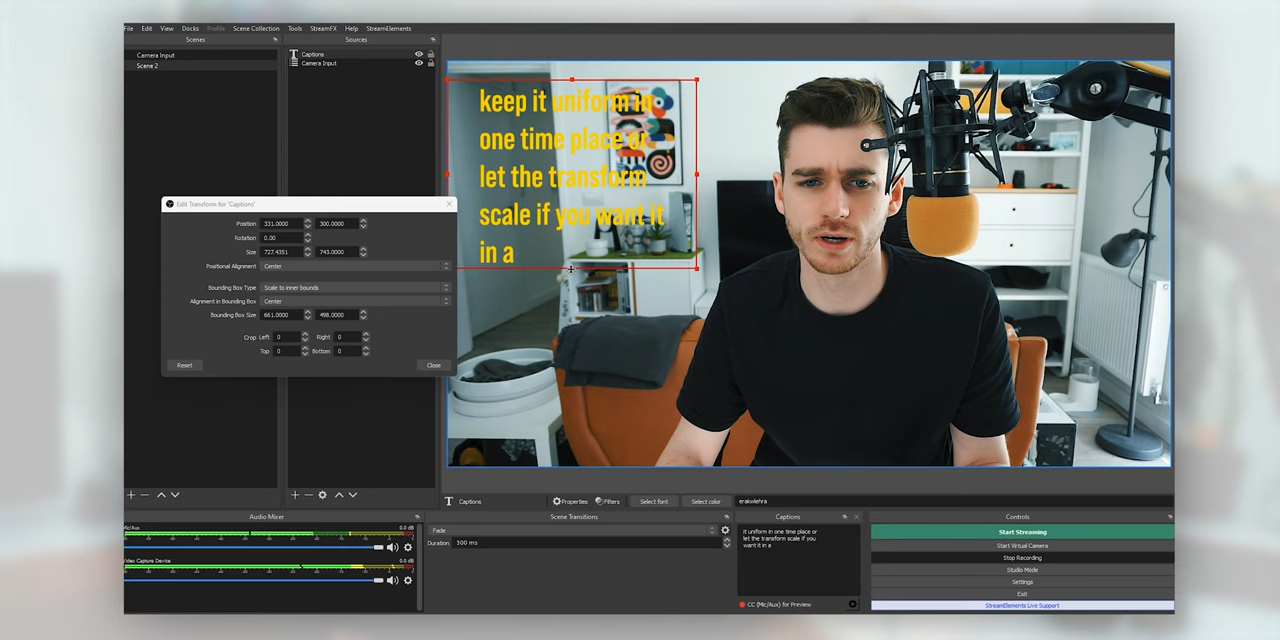 File Edit View Docks Profile Scene Collection Tools StreamFX Help StreamElements
Scenes
Sources
Camera Input
Scene 2
Captions
Camera Input
keep it uniform in
one time place or
let the transform
scale if you want it
in a
Edit Transform for 'Captions'
Position 331.0000 300.0000
Rotation 0.00
Size 727.4351 743.0000
Positional Alignment Center
Bounding Box Type Scale to inner bounds
Alignment in Bounding Box Center
Bounding Box Size 661.0000 498.0000
Crop Left 0 Right 0
Top 0 Bottom 0
Reset Close
Captions Properties Filters Select font Select color erakwlehra
Audio Mixer
Mic/Aux 0.0 dB
Video Capture Device 0.0 dB
Scene Transitions
Fade
Duration 300 ms
Captions
it uniform in one time place or
let the transform scale if you
want it in a
CC (Mic/Aux) for Preview
Controls
Start Streaming
Start Virtual Camera
Stop Recording
Studio Mode
Settings
Exit
StreamElements Live Support